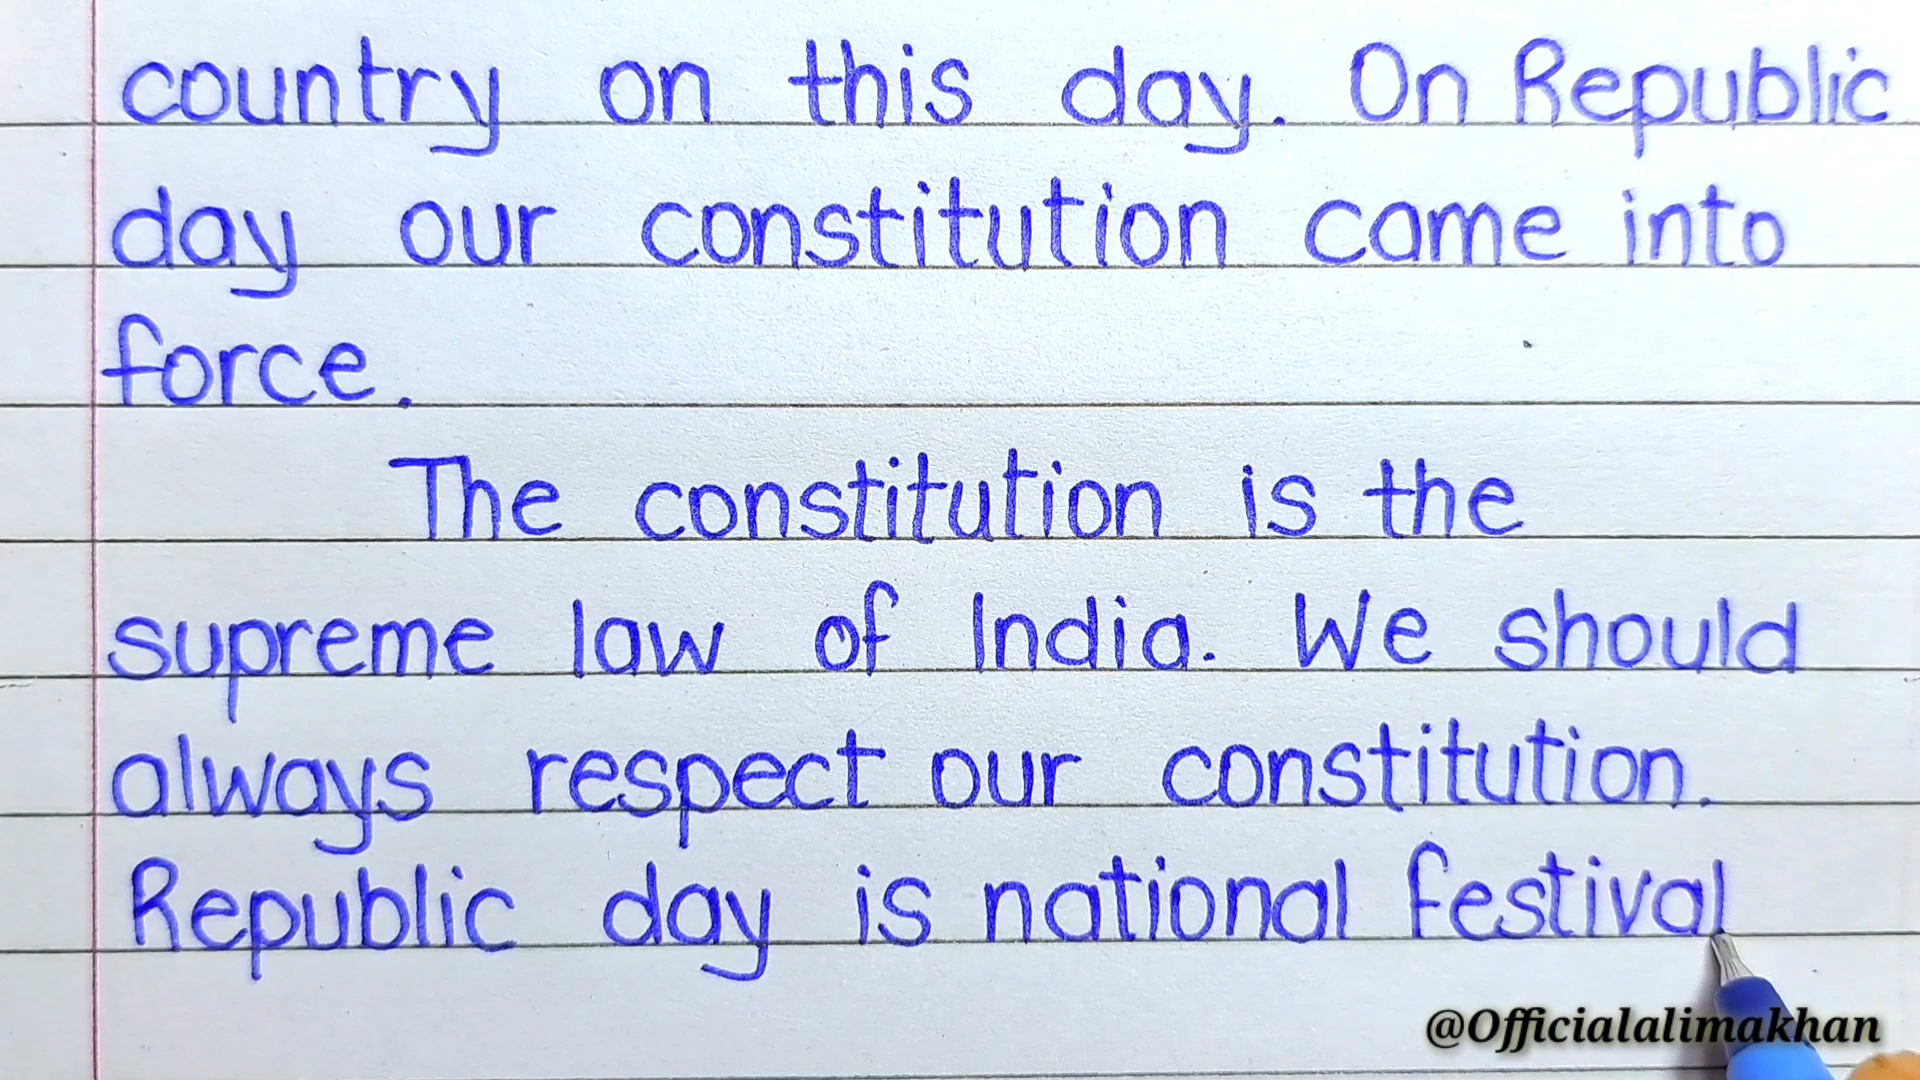 country on this day. On Republic
day our constitution came into
force.
The constitution is the
supreme law of India. We should
always respect our constitution.
Republic day is national festival
@Officialalimakhan